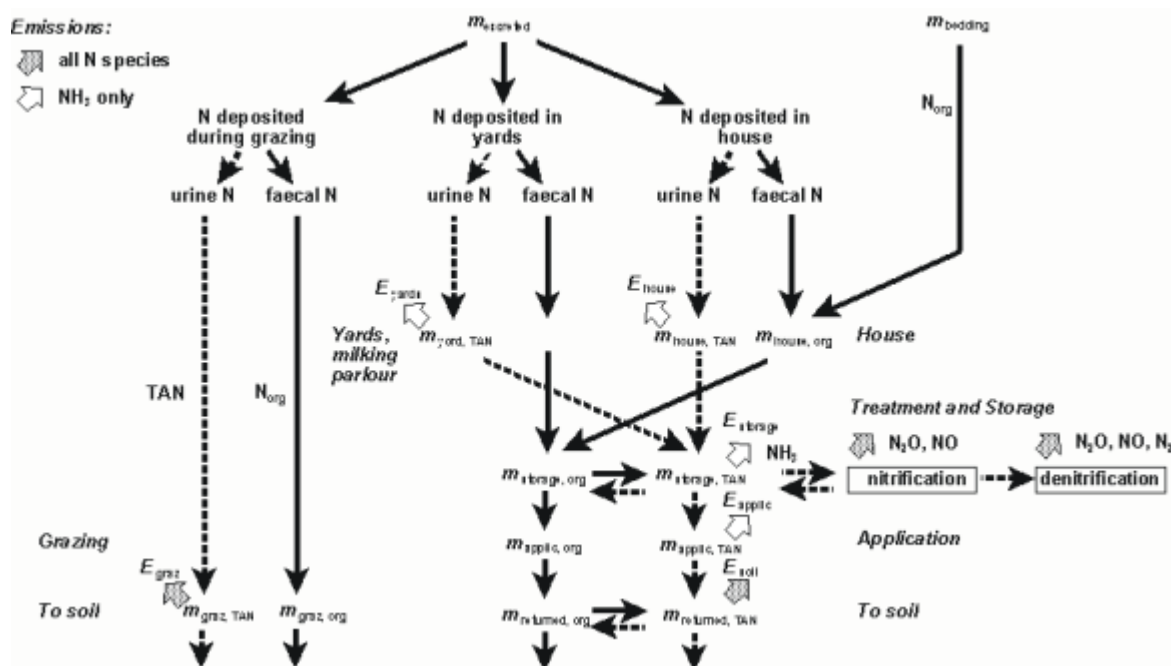 Emissions:
all N species
NH₃ only
m excreted
m bedding
N deposited during grazing
N deposited in yards
N deposited in house
N org
urine N
faecal N
urine N
faecal N
urine N
faecal N
E yards
E house
Yards, milking parlour
m yard, TAN
m house, TAN
m house, org
House
TAN
N org
Treatment and Storage
E storage
NH₃
N₂O, NO
N₂O, NO, N₂
m storage, org
m storage, TAN
nitrification
denitrification
E applic
Grazing
m applic, org
m applic, TAN
Application
E graz
E soil
To soil
m graz, TAN
m graz, org
m returned, org
m returned, TAN
To soil